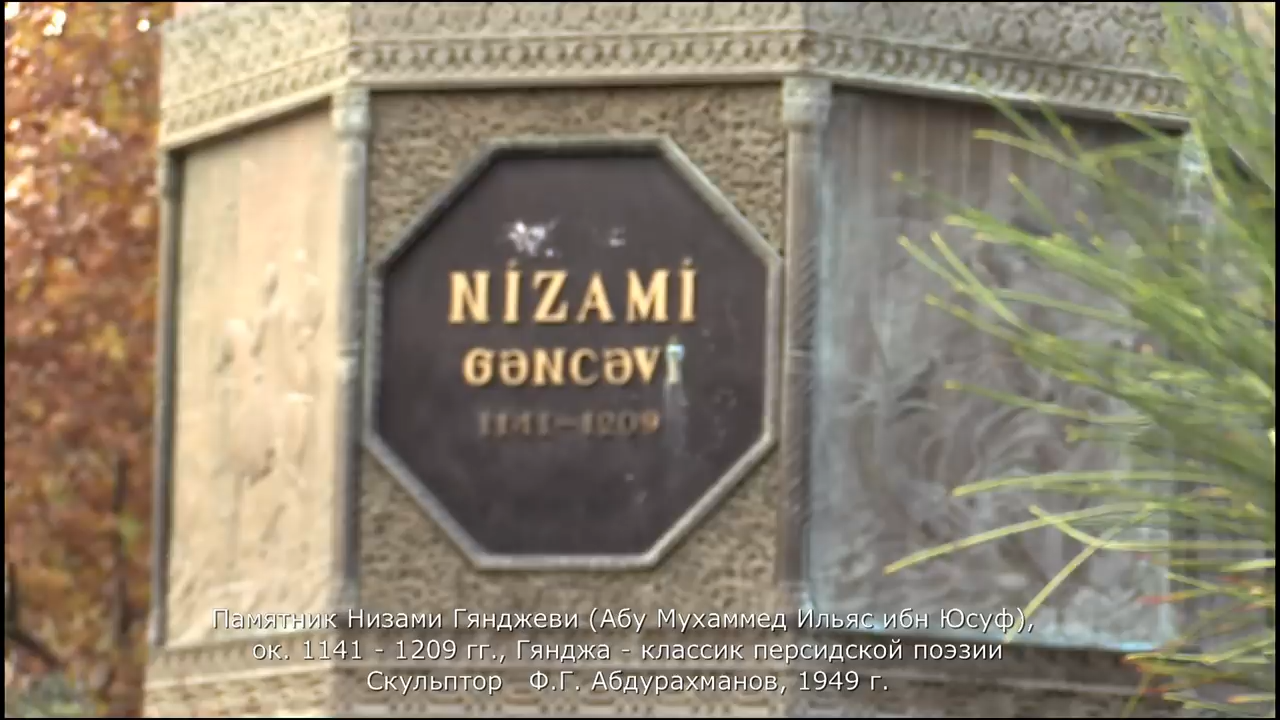 NİZAMİ
GƏNCƏVİ
1141–1209
Памятник Низами Гянджеви (Абу Мухаммед Ильяс ибн Юсуф),
ок. 1141 - 1209 гг., Гянджа - классик персидской поэзии
Скульптор Ф.Г. Абдурахманов, 1949 г.